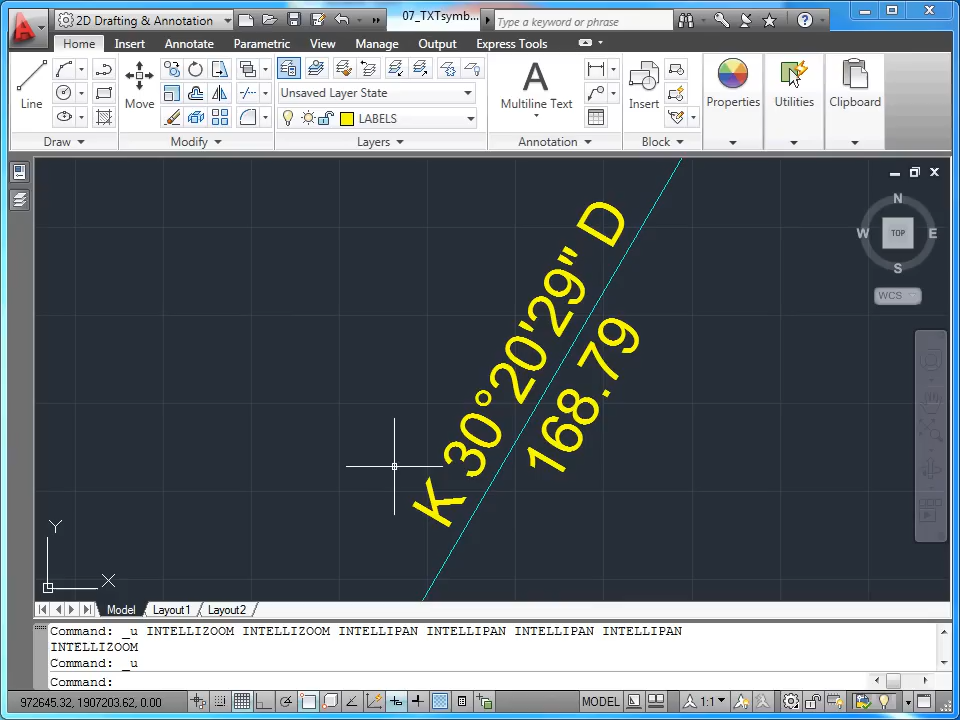 2D Drafting & Annotation
07_TXTsymb...
Type a keyword or phrase
Home Insert Annotate Parametric View Manage Output Express Tools
Line
Move
Unsaved Layer State
LABELS
Multiline Text
Insert
Properties
Utilities
Clipboard
Draw
Modify
Layers
Annotation
Block
K 30°20'29" D
168.79
N
W TOP E
S
WCS
Y
X
Model Layout1 Layout2
Command: _u INTELLIZOOM INTELLIZOOM INTELLIPAN INTELLIPAN INTELLIPAN INTELLIPAN
INTELLIZOOM
Command: _u
Command:
972645.32, 1907203.62, 0.00
MODEL
1:1